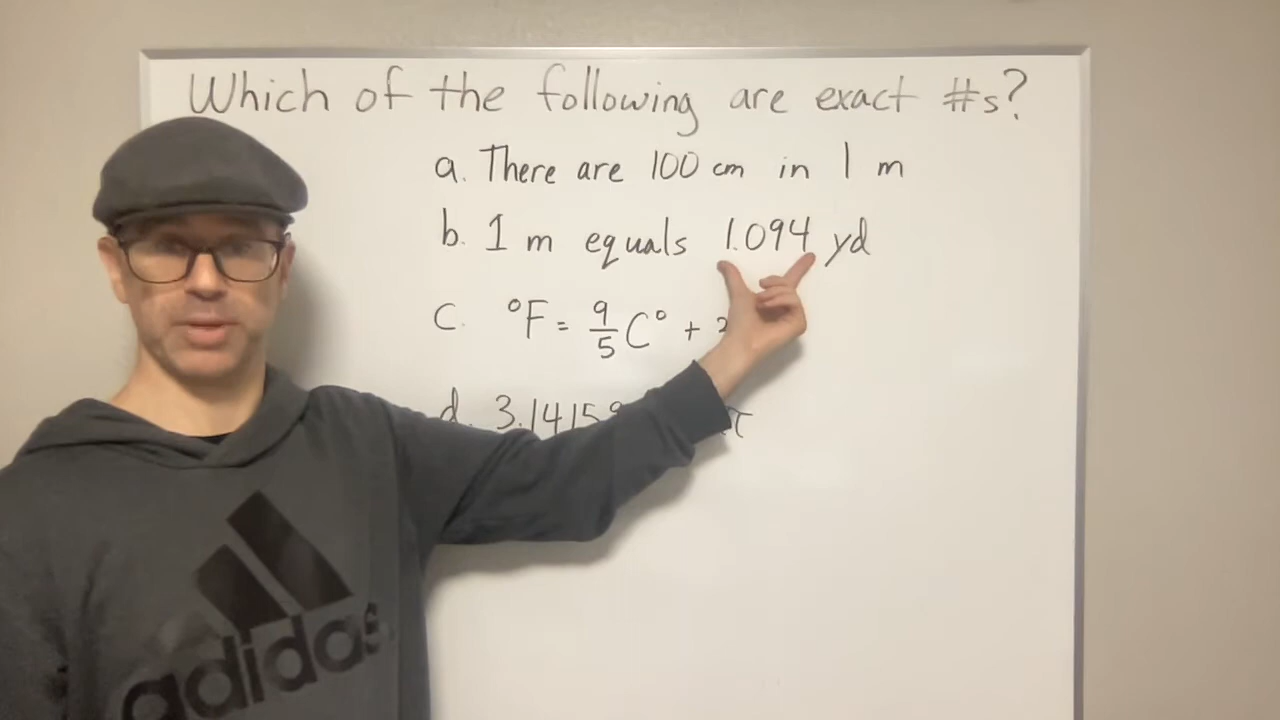 Which of the following are exact #s?
a. There are 100 cm in 1 m
b. 1 m equals 1.094 yd
c. °F = 9/5 C° +
d. 3.1415
adidas